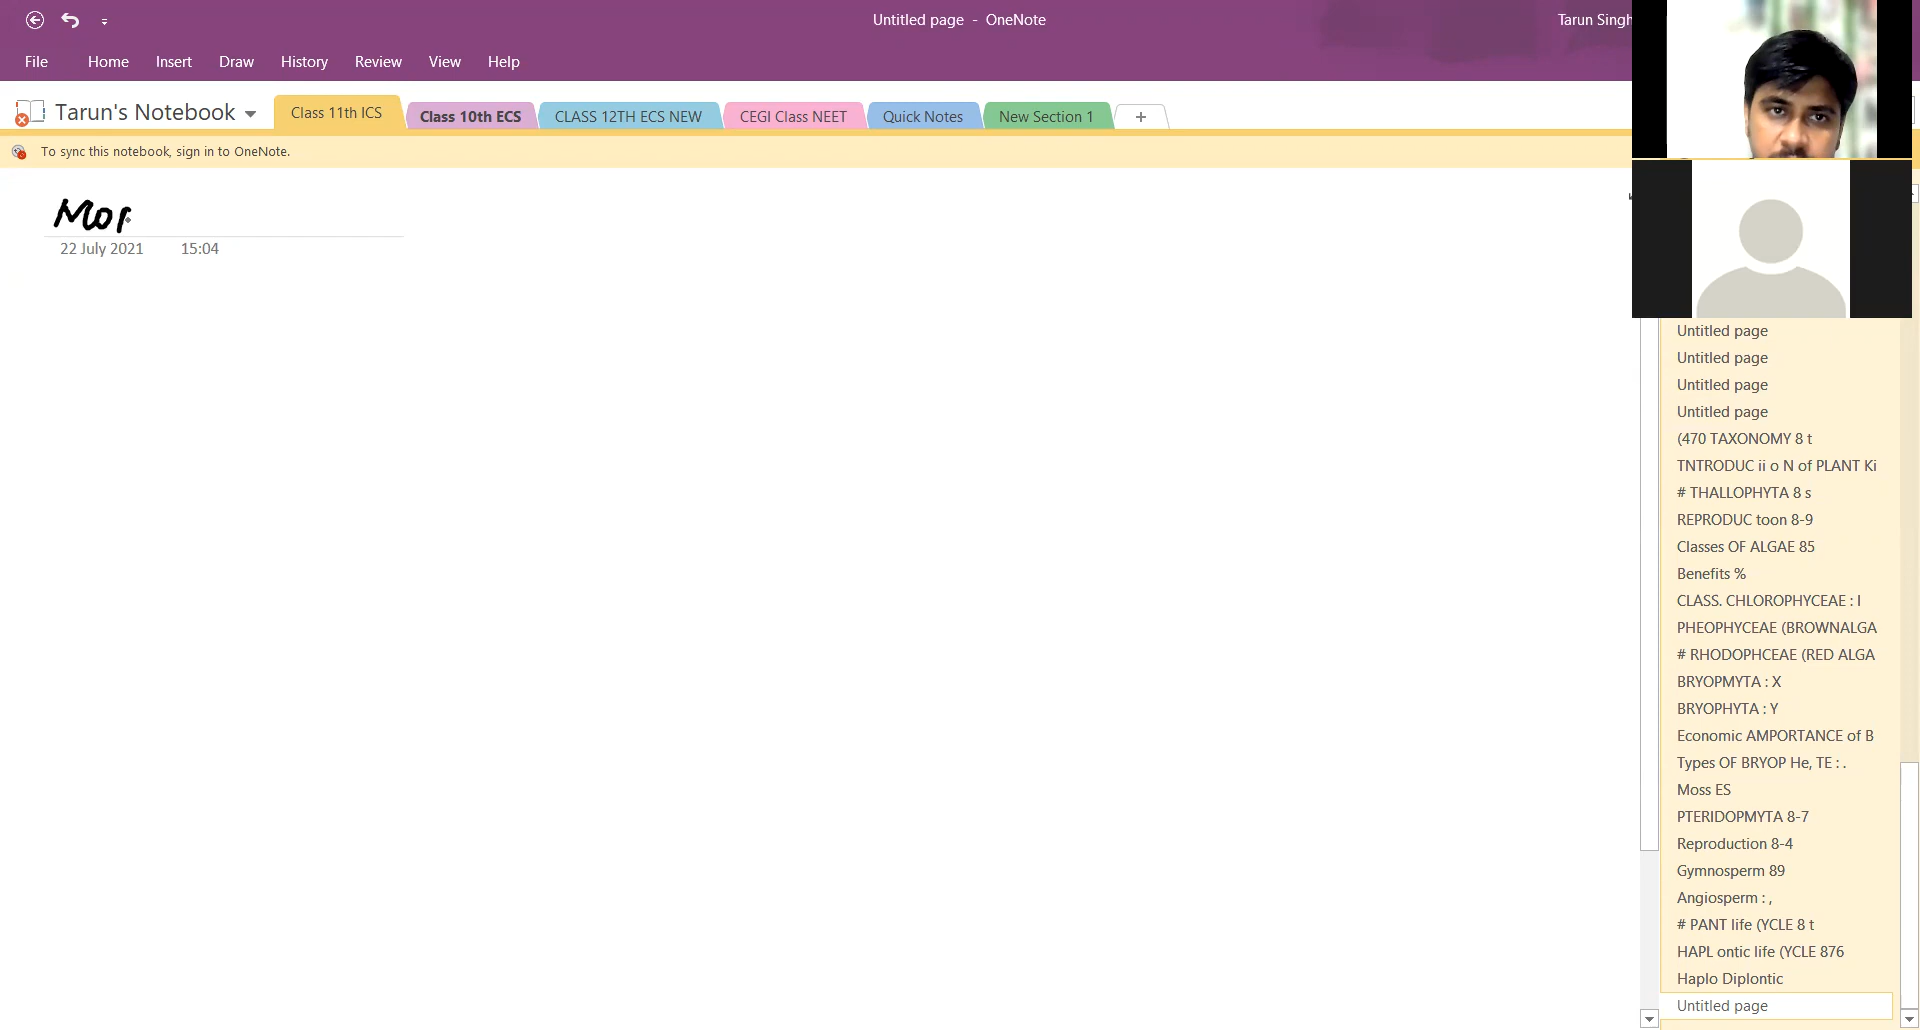 Untitled page - OneNote
Tarun Singh
File Home Insert Draw History Review View Help
Tarun's Notebook
Class 11th ICS
Class 10th ECS
CLASS 12TH ECS NEW
CEGI Class NEET
Quick Notes
New Section 1
To sync this notebook, sign in to OneNote.
Mor
22 July 2021 15:04
Untitled page
Untitled page
Untitled page
Untitled page
(470 TAXONOMY 8 t
TNTRODUC ii o N of PLANT Ki
# THALLOPHYTA 8 s
REPRODUC toon 8-9
Classes OF ALGAE 85
Benefits %
CLASS. CHLOROPHYCEAE : I
PHEOPHYCEAE (BROWNALGA
# RHODOPHCEAE (RED ALGA
BRYOPMYTA : X
BRYOPHYTA : Y
Economic AMPORTANCE of B
Types OF BRYOP He, TE : .
Moss ES
PTERIDOPMYTA 8-7
Reproduction 8-4
Gymnosperm 89
Angiosperm : ,
# PANT life (YCLE 8 t
HAPL ontic life (YCLE 876
Haplo Diplontic
Untitled page